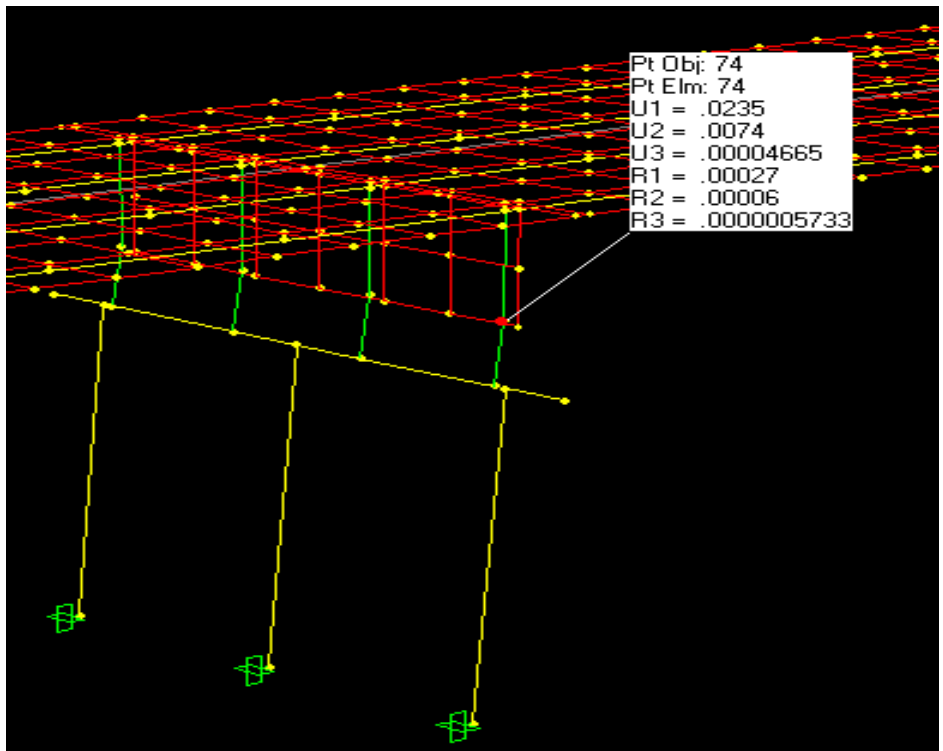 Pt Obj: 74
Pt Elm: 74
U1 = .0235
U2 = .0074
U3 = .00004665
R1 = .00027
R2 = .00006
R3 = .0000005733